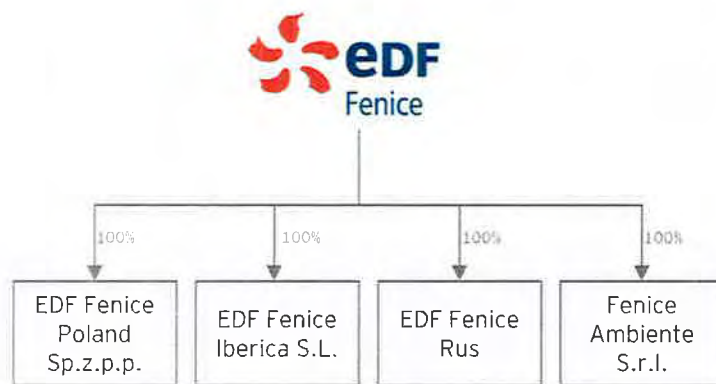 eDF
Fenice
100% 100% 100% 100%
EDF Fenice
Poland
Sp.z.p.p.
EDF Fenice
Iberica S.L.
EDF Fenice
Rus
Fenice
Ambiente
S.r.l.